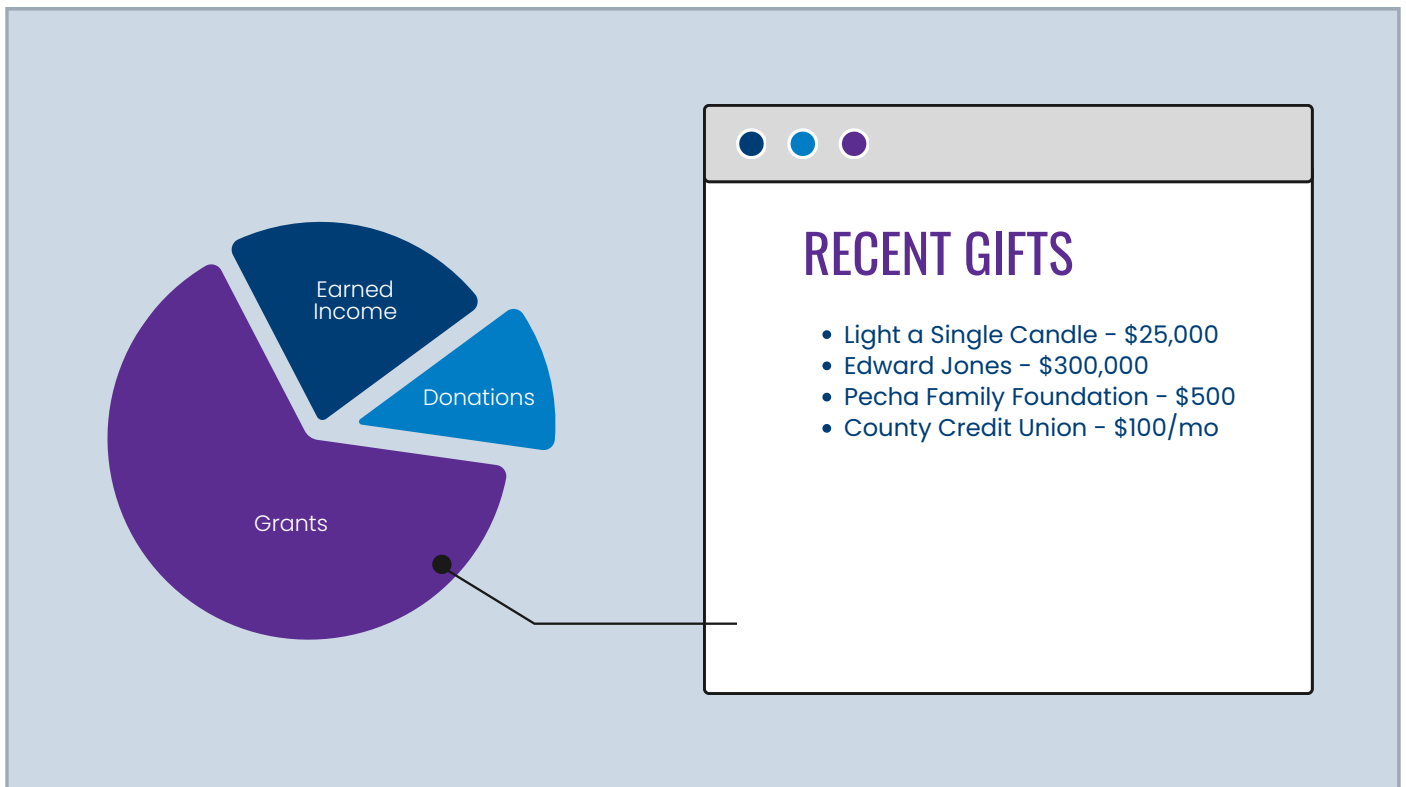 Earned
Income
Donations
Grants
RECENT GIFTS
• Light a Single Candle - $25,000
• Edward Jones - $300,000
• Pecha Family Foundation - $500
• County Credit Union - $100/mo